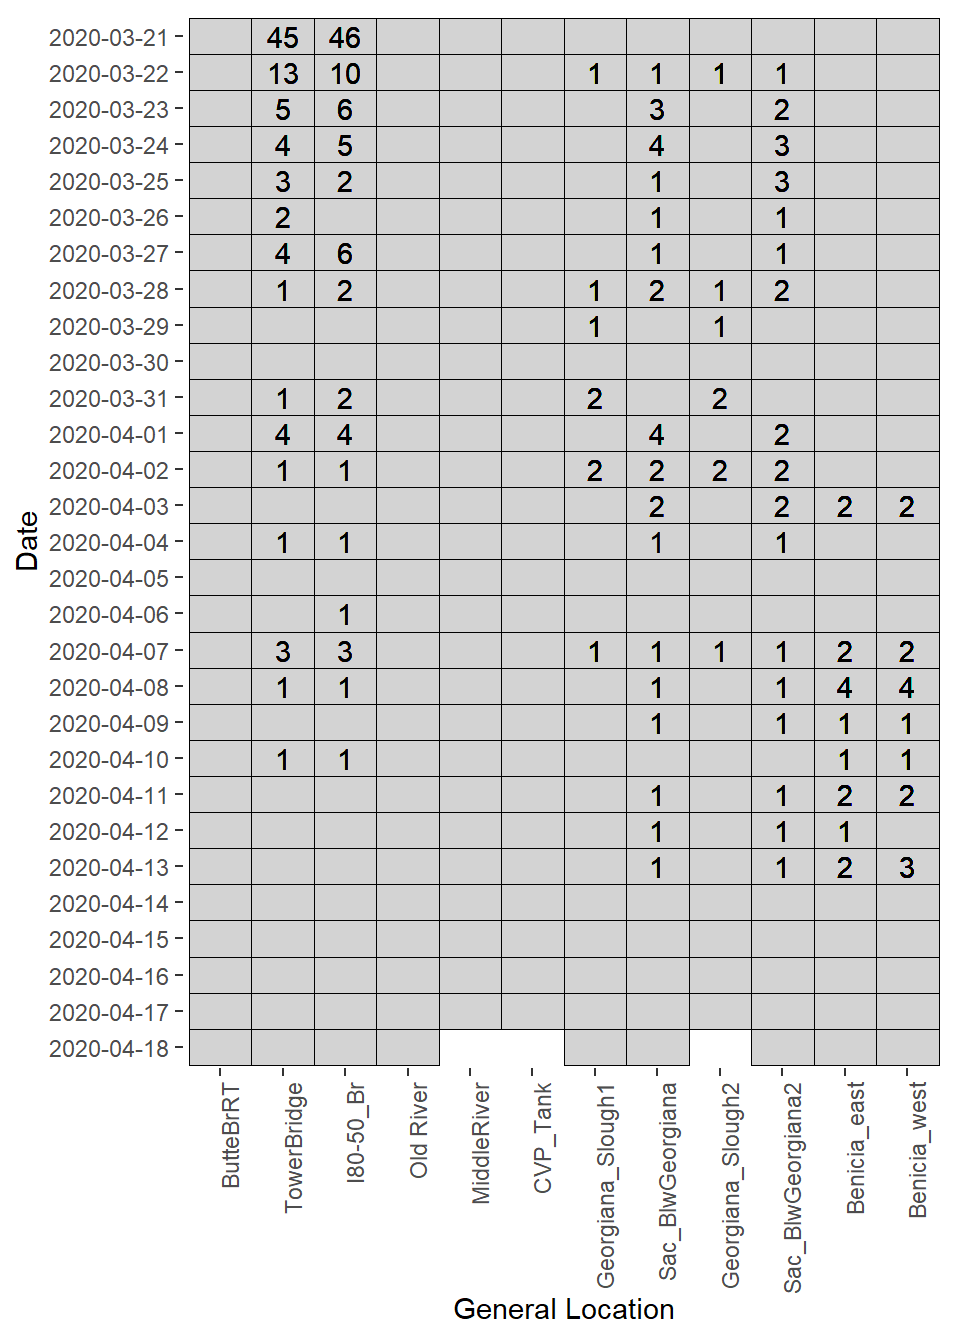 2020-03-21 45 46
2020-03-22 13 10 1 1 1 1
2020-03-23 5 6 3 2
2020-03-24 4 5 4 3
2020-03-25 3 2 1 3
2020-03-26 2 1 1
2020-03-27 4 6 1 1
2020-03-28 1 2 1 2 1 2
2020-03-29 1 1
2020-03-30
2020-03-31 1 2 2 2
2020-04-01 4 4 4 2
2020-04-02 1 1 2 2 2 2
2020-04-03 2 2 2 2
2020-04-04 1 1 1 1
2020-04-05
2020-04-06 1
2020-04-07 3 3 1 1 1 1 2 2
2020-04-08 1 1 1 1 4 4
2020-04-09 1 1 1 1
2020-04-10 1 1 1 1
2020-04-11 1 1 2 2
2020-04-12 1 1 1
2020-04-13 1 1 2 3
2020-04-14
2020-04-15
2020-04-16
2020-04-17
2020-04-18
Date
ButteBrRT
TowerBridge
I80-50_Br
Old River
MiddleRiver
CVP_Tank
Georgiana_Slough1
Sac_BlwGeorgiana
Georgiana_Slough2
Sac_BlwGeorgiana2
Benicia_east
Benicia_west
General Location